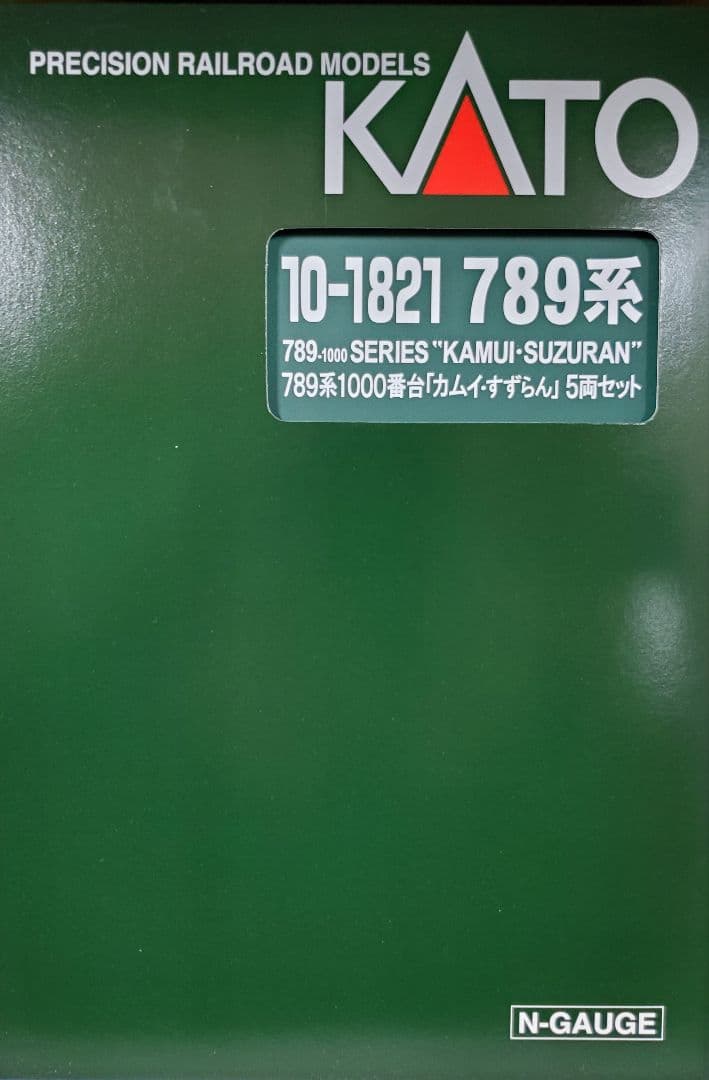 PRECISION RAILROAD MODELS
KATO
10-1821 789系
789-1000 SERIES "KAMUI·SUZURAN"
789系1000番台「カムイ・すずらん」5両セット
N-GAUGE